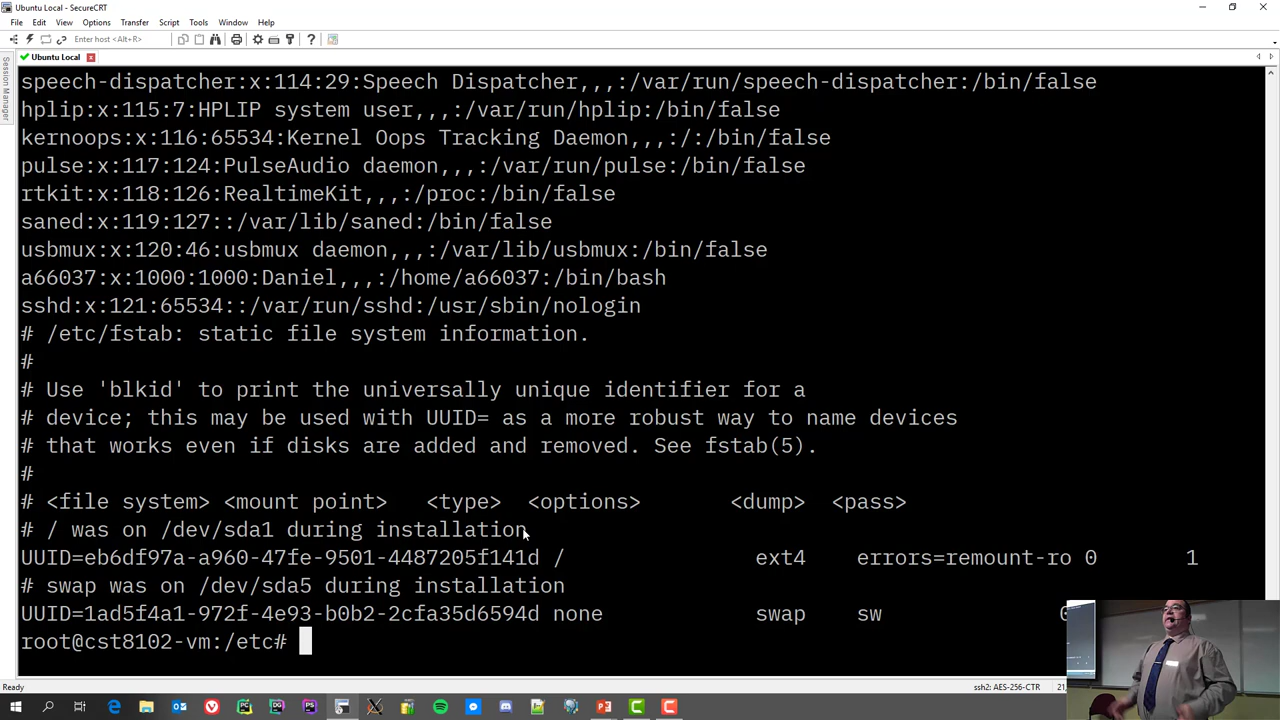 Ubuntu Local - SecureCRT
File Edit View Options Transfer Script Tools Window Help
Enter host <Alt+R>
Ubuntu Local
Session Manager
speech-dispatcher:x:114:29:Speech Dispatcher,,,:/var/run/speech-dispatcher:/bin/false
hplip:x:115:7:HPLIP system user,,,:/var/run/hplip:/bin/false
kernoops:x:116:65534:Kernel Oops Tracking Daemon,,,:/:/bin/false
pulse:x:117:124:PulseAudio daemon,,,:/var/run/pulse:/bin/false
rtkit:x:118:126:RealtimeKit,,,:/proc:/bin/false
saned:x:119:127::/var/lib/saned:/bin/false
usbmux:x:120:46:usbmux daemon,,,:/var/lib/usbmux:/bin/false
a66037:x:1000:1000:Daniel,,,:/home/a66037:/bin/bash
sshd:x:121:65534::/var/run/sshd:/usr/sbin/nologin
# /etc/fstab: static file system information.
#
# Use 'blkid' to print the universally unique identifier for a
# device; this may be used with UUID= as a more robust way to name devices
# that works even if disks are added and removed. See fstab(5).
#
# <file system> <mount point>   <type>  <options>       <dump>  <pass>
# / was on /dev/sda1 during installation
UUID=eb6df97a-a960-47fe-9501-4487205f141d /               ext4    errors=remount-ro 0       1
# swap was on /dev/sda5 during installation
UUID=1ad5f4a1-972f-4e93-b0b2-2cfa35d6594d none            swap    sw
root@cst8102-vm:/etc#
Ready
ssh2: AES-256-CTR
21,